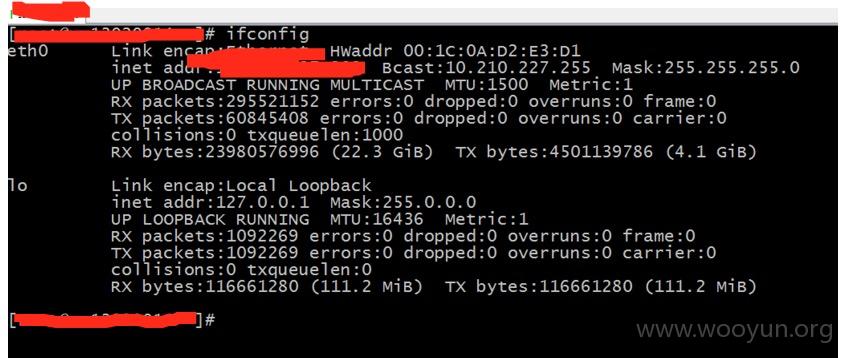 ]# ifconfig
eth0 Link encap: HWaddr 00:1C:0A:D2:E3:D1
inet addr: Bcast:10.210.227.255 Mask:255.255.255.0
UP BROADCAST RUNNING MULTICAST MTU:1500 Metric:1
RX packets:295521152 errors:0 dropped:0 overruns:0 frame:0
TX packets:60845408 errors:0 dropped:0 overruns:0 carrier:0
collisions:0 txqueuelen:1000
RX bytes:23980576996 (22.3 GiB) TX bytes:4501139786 (4.1 GiB)
lo Link encap:Local Loopback
inet addr:127.0.0.1 Mask:255.0.0.0
UP LOOPBACK RUNNING MTU:16436 Metric:1
RX packets:1092269 errors:0 dropped:0 overruns:0 frame:0
TX packets:1092269 errors:0 dropped:0 overruns:0 carrier:0
collisions:0 txqueuelen:0
RX bytes:116661280 (111.2 MiB) TX bytes:116661280 (111.2 MiB)
[ ]#
www.wooyun.org